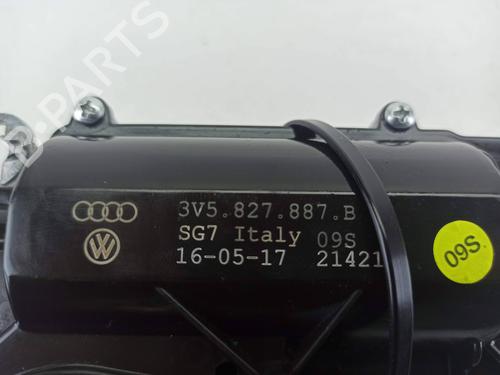 3V5.827.887.B
SG7 Italy 09S
16-05-17 21421
09S.
B-PARTS